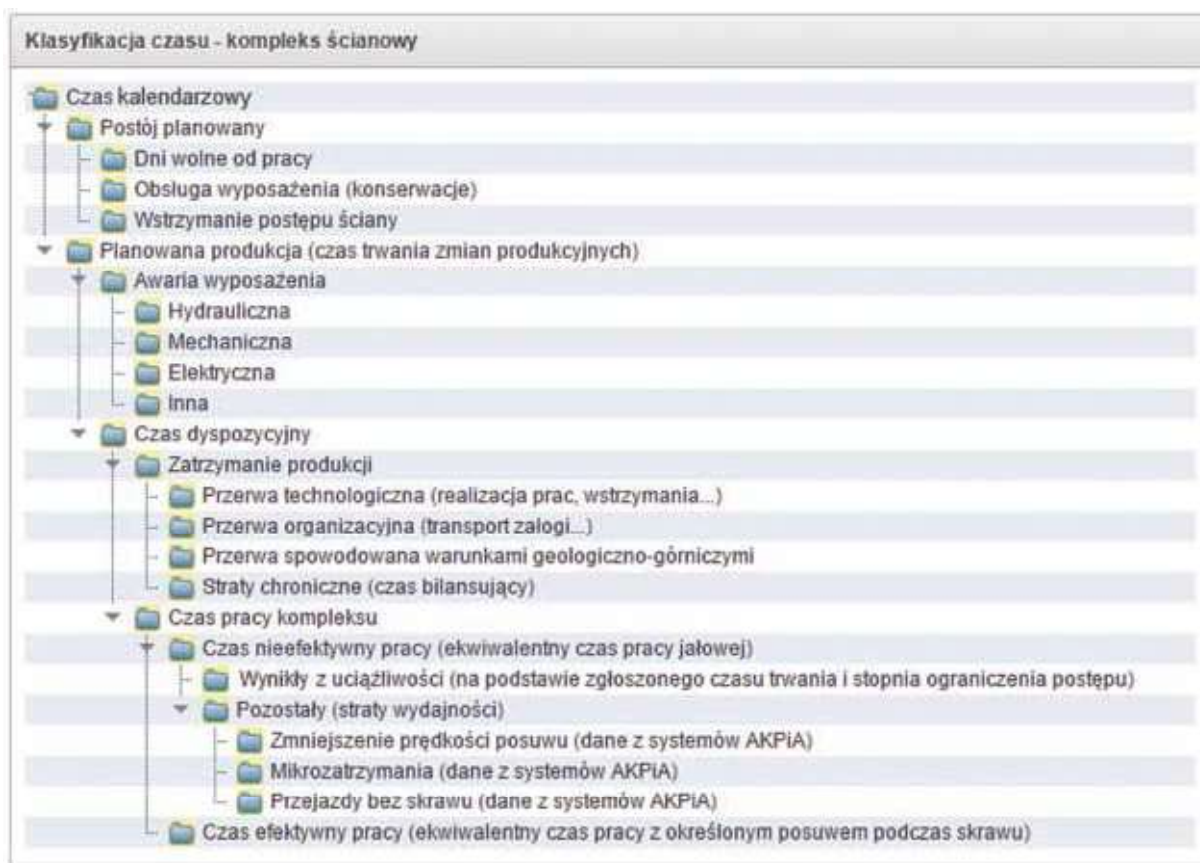 Klasyfikacja czasu - kompleks ścianowy
Czas kalendarzowy
Postój planowany
Dni wolne od pracy
Obsługa wyposażenia (konserwacje)
Wstrzymanie postępu ściany
Planowana produkcja (czas trwania zmian produkcyjnych)
Awaria wyposażenia
Hydrauliczna
Mechaniczna
Elektryczna
Inna
Czas dyspozycyjny
Zatrzymanie produkcji
Przerwa technologiczna (realizacja prac, wstrzymania...)
Przerwa organizacyjna (transport załogi...)
Przerwa spowodowana warunkami geologiczno-górniczymi
Straty chroniczne (czas bilansujący)
Czas pracy kompleksu
Czas nieefektywny pracy (ekwiwalentny czas pracy jałowej)
Wynikły z uciążliwości (na podstawie zgłoszonego czasu trwania i stopnia ograniczenia postępu)
Pozostały (straty wydajności)
Zmniejszenie prędkości posuwu (dane z systemów AKPiA)
Mikrozatrzymania (dane z systemów AKPiA)
Przejazdy bez skrawu (dane z systemów AKPiA)
Czas efektywny pracy (ekwiwalentny czas pracy z określonym posuwem podczas skrawu)